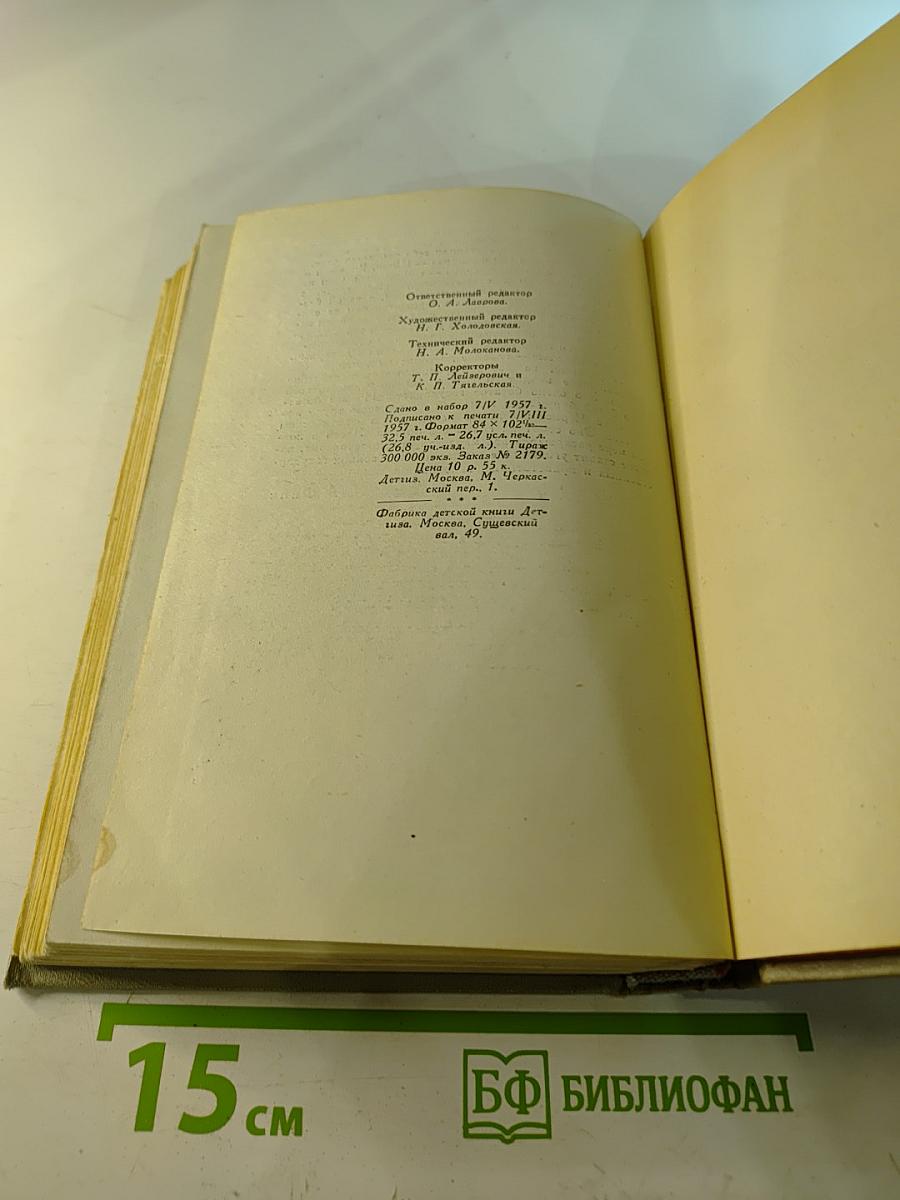 Ответственный редактор
О. А. Лаврова.
Художественный редактор
Н. Г. Холодовская.
Технический редактор
Н. А. Молоканова.
Корректоры
Т. П. Лейзерович и
К. П. Тягельская.
Сдано в набор 7/V 1957 г.
Подписано к печати 7/VIII
1957 г. Формат 84 × 102¹/₃₂—
32,5 печ. л. — 26,7 усл. печ. л.
(26,8 уч.-изд. л.). Тираж
300 000 экз. Заказ № 2179.
Цена 10 р. 55 к.
Детгиз. Москва, М. Черкас-
ский пер., 1.
* * *
Фабрика детской книги Дет-
гиза. Москва, Сущевский
вал, 49.
15 см
БФ БИБЛИОФАН